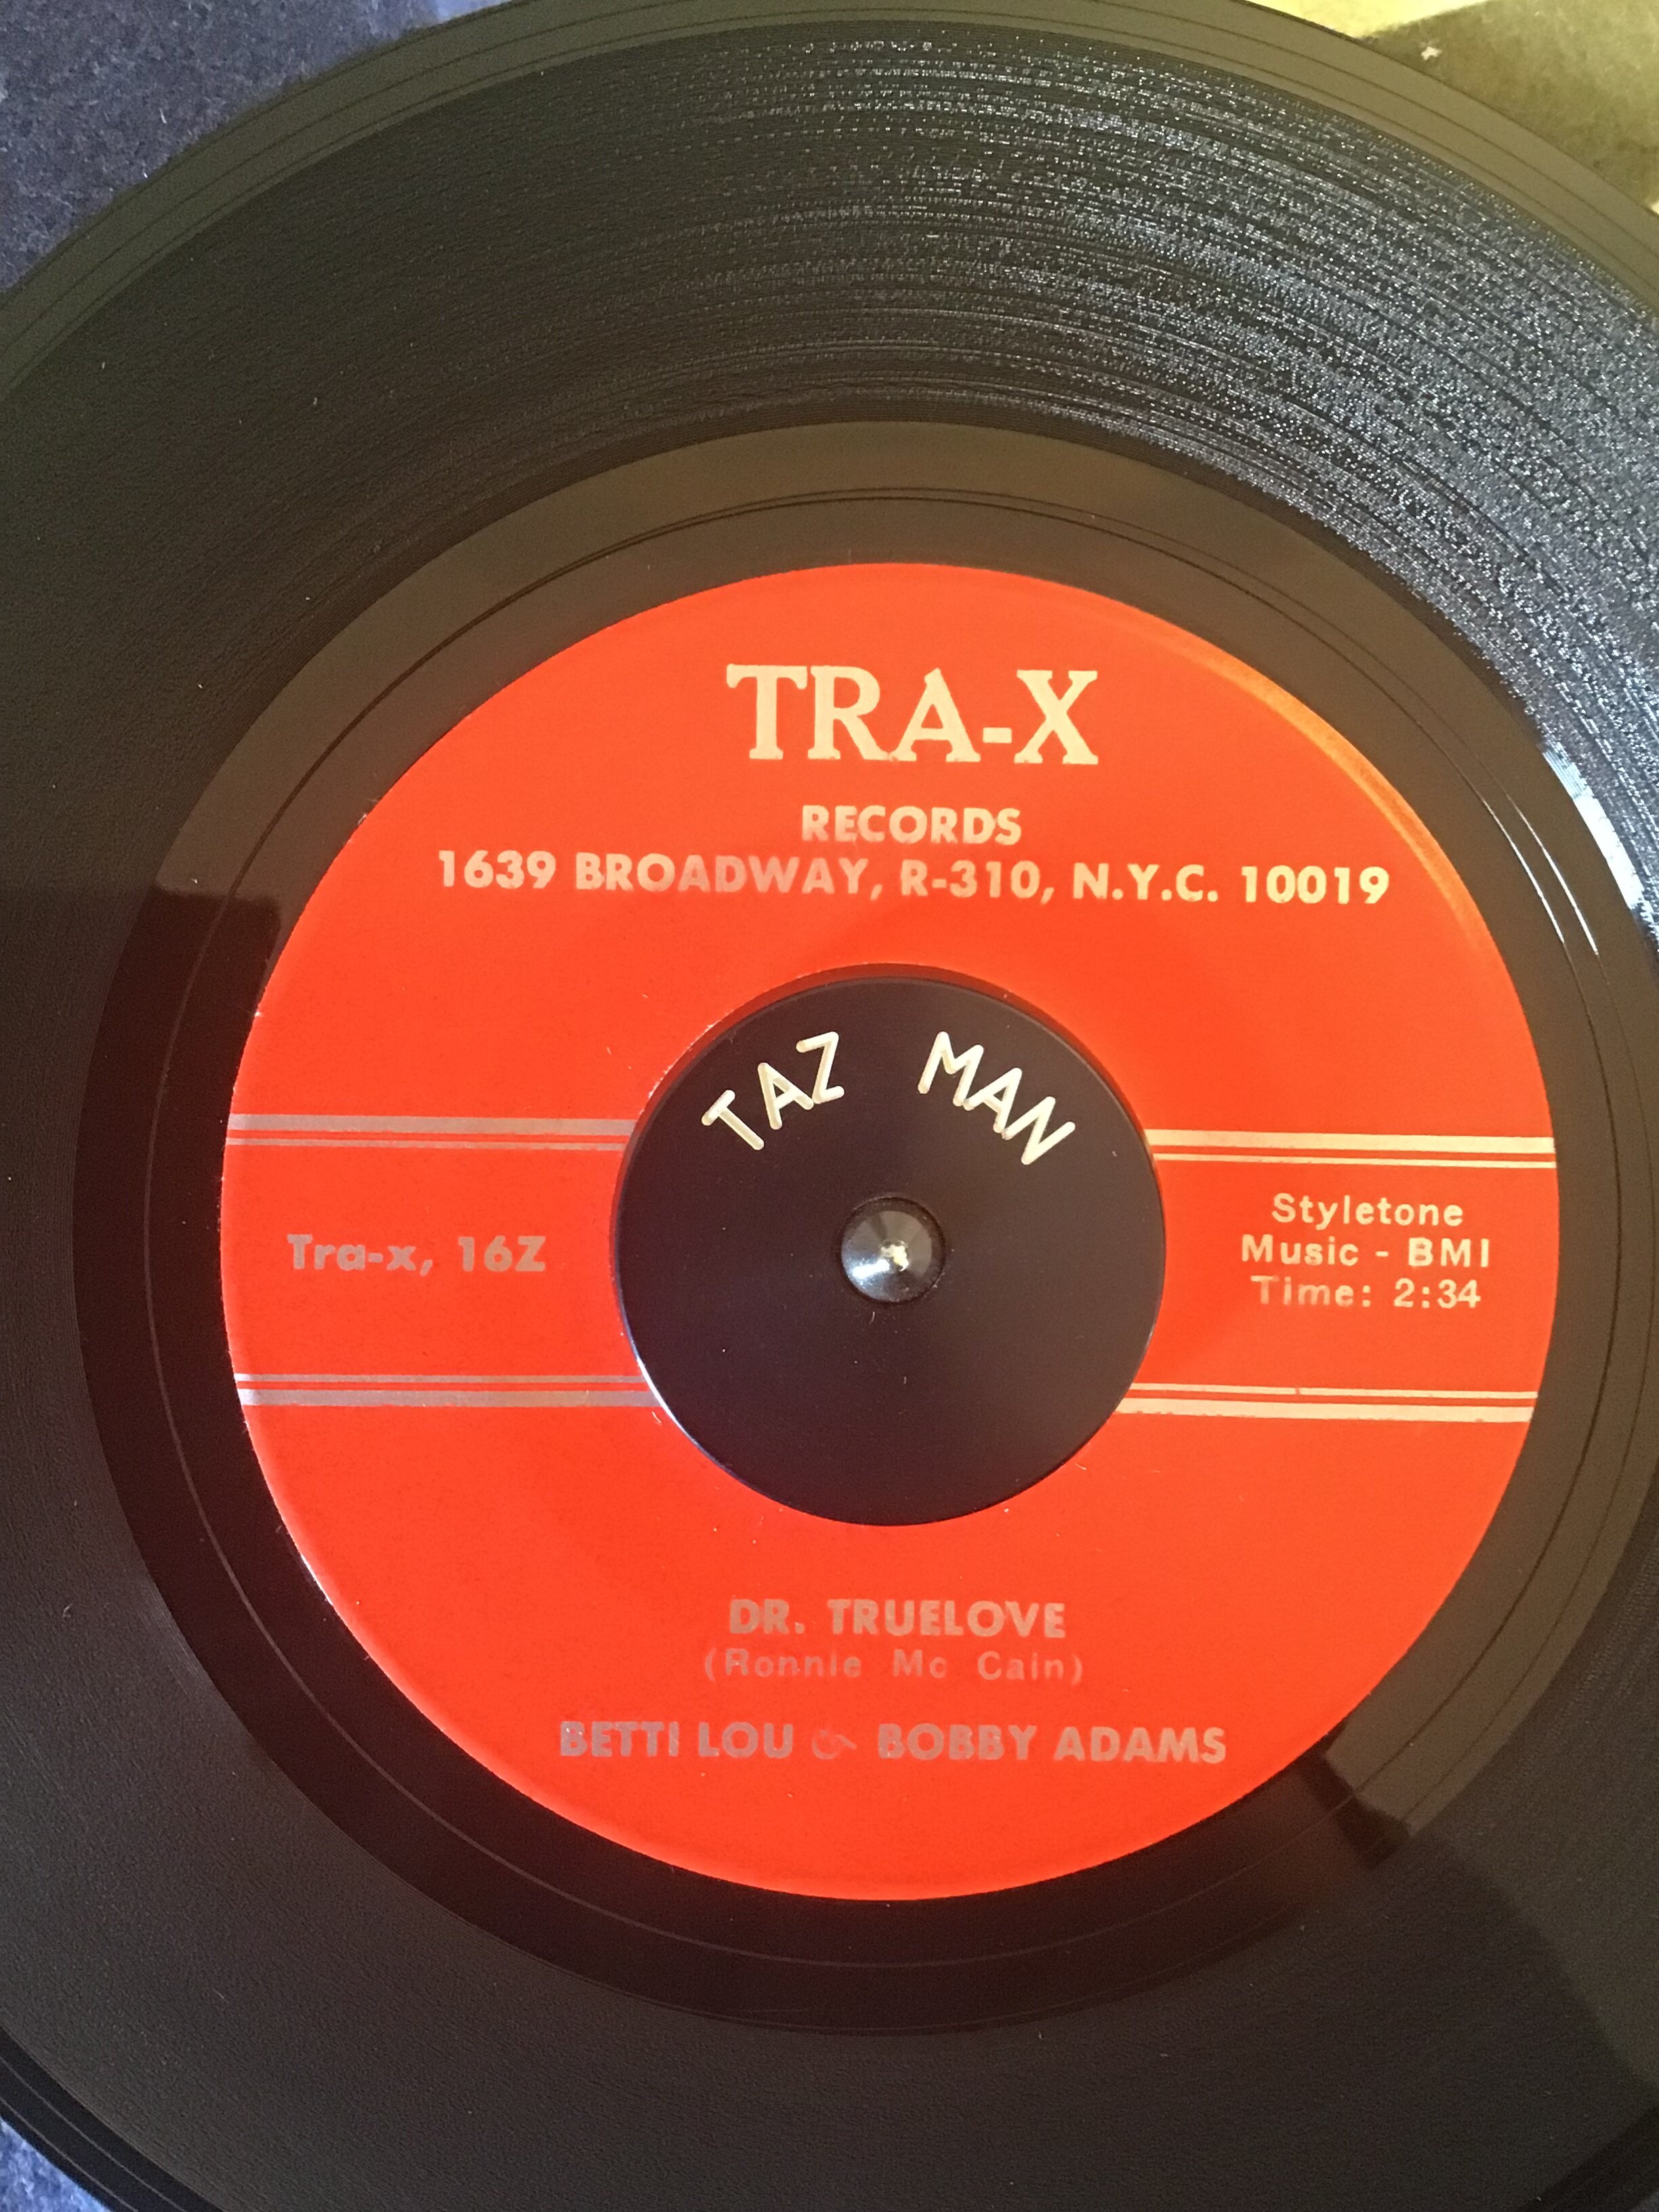 TRA-X
RECORDS
1639 BROADWAY, R-310, N.Y.C. 10019
TAZ MAN
Tra-x, 16Z
Styletone
Music - BMI
Time: 2:34
DR. TRUELOVE
(Ronnie Mc Cain)
BETTI LOU & BOBBY ADAMS